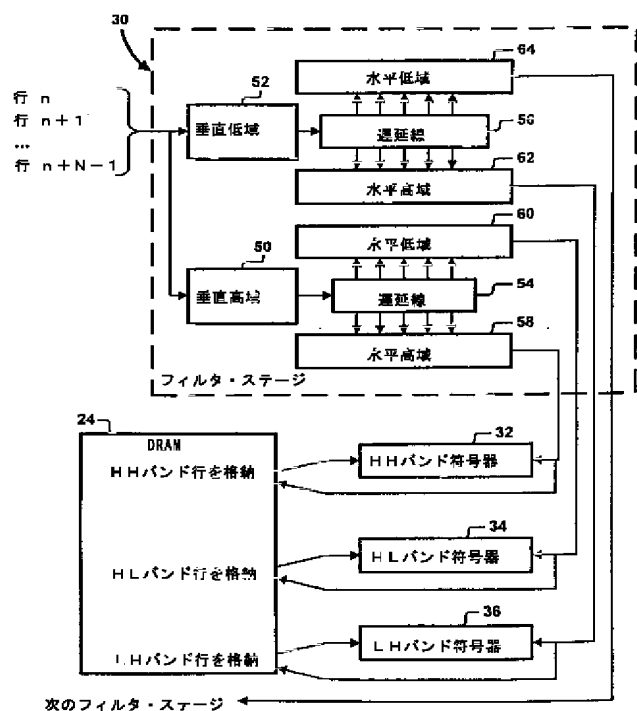 30
64
水平低域
行 n
行 n+1
...
行 n+N-1
52
垂直低域
56
遅延線
62
水平高域
60
水平低域
50
垂直高域
54
遅延線
58
水平高域
フィルタ・ステージ
24
DRAM
HHバンド行を格納
32
HHバンド符号器
34
HLバンド行を格納
HLバンド符号器
36
LHバンド行を格納
LHバンド符号器
次のフィルタ・ステージ